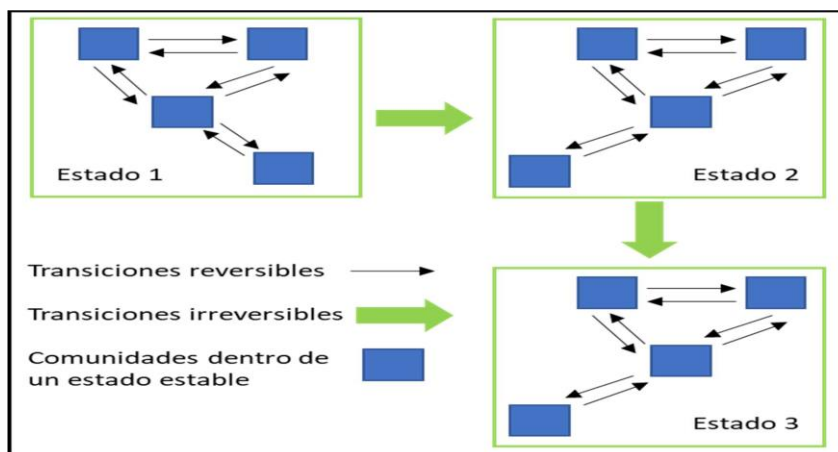 Estado 1
Estado 2
Transiciones reversibles
Transiciones irreversibles
Comunidades dentro de
un estado estable
Estado 3